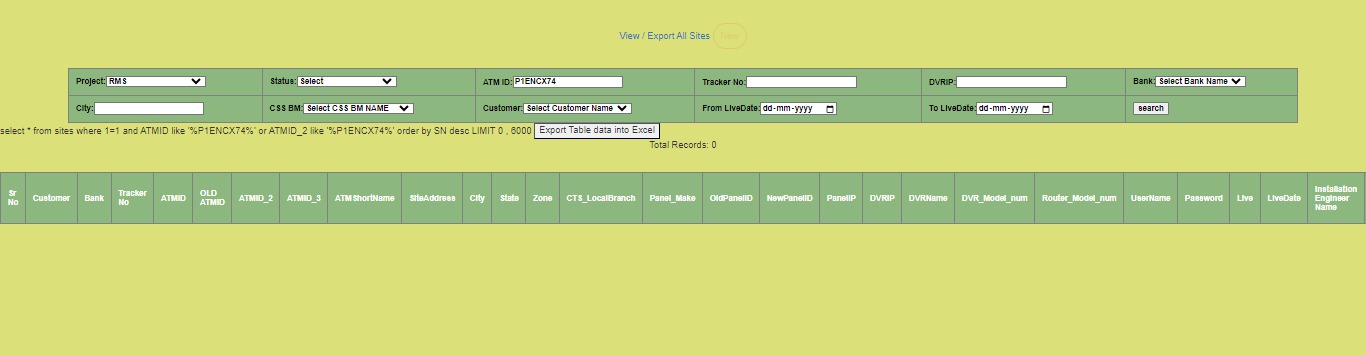 View / Export All Sites New
Project: RMS Status: Select ATM ID: P1ENCX74 Tracker No: DVRIP: Bank: Select Bank Name
City: CSS BM: Select CSS BM NAME Customer: Select Customer Name From LiveDate: dd-mm-yyyy To LiveDate: dd-mm-yyyy search
select * from sites where 1=1 and ATMID like '%P1ENCX74%' or ATMID_2 like '%P1ENCX74%' order by SN desc LIMIT 0 , 6000 Export Table data into Excel
Total Records: 0
Sr No Customer Bank Tracker No ATMID OLD ATMID ATMID_2 ATMID_3 ATMShortName SiteAddress City State Zone CTS_LocalBranch Panel_Make OldPanelID NewPanelID PanelIP DVRIP DVRName DVR_Model_num Router_Model_num UserName Password Live LiveDate Installation Engineer Name